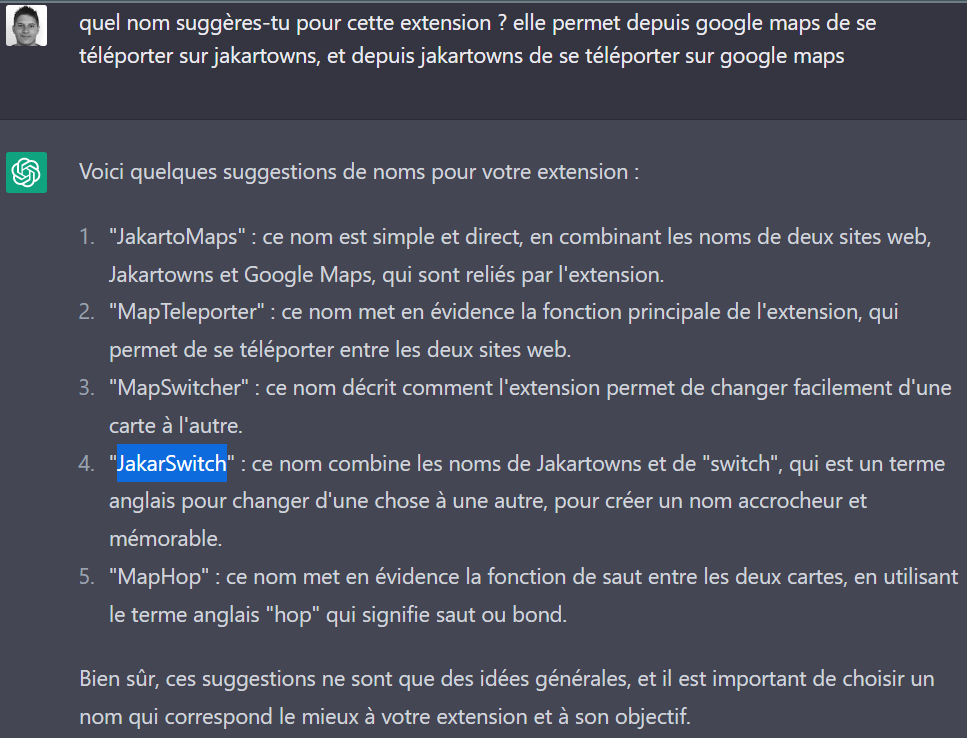 quel nom suggères-tu pour cette extension ? elle permet depuis google maps de se
téléporter sur jakartowns, et depuis jakartowns de se téléporter sur google maps
Voici quelques suggestions de noms pour votre extension :
1. "JakartoMaps" : ce nom est simple et direct, en combinant les noms de deux sites web,
Jakartowns et Google Maps, qui sont reliés par l'extension.
2. "MapTeleporter" : ce nom met en évidence la fonction principale de l'extension, qui
permet de se téléporter entre les deux sites web.
3. "MapSwitcher" : ce nom décrit comment l'extension permet de changer facilement d'une
carte à l'autre.
4. "JakarSwitch" : ce nom combine les noms de Jakartowns et de "switch", qui est un terme
anglais pour changer d'une chose à une autre, pour créer un nom accrocheur et
mémorable.
5. "MapHop" : ce nom met en évidence la fonction de saut entre les deux cartes, en utilisant
le terme anglais "hop" qui signifie saut ou bond.
Bien sûr, ces suggestions ne sont que des idées générales, et il est important de choisir un
nom qui correspond le mieux à votre extension et à son objectif.